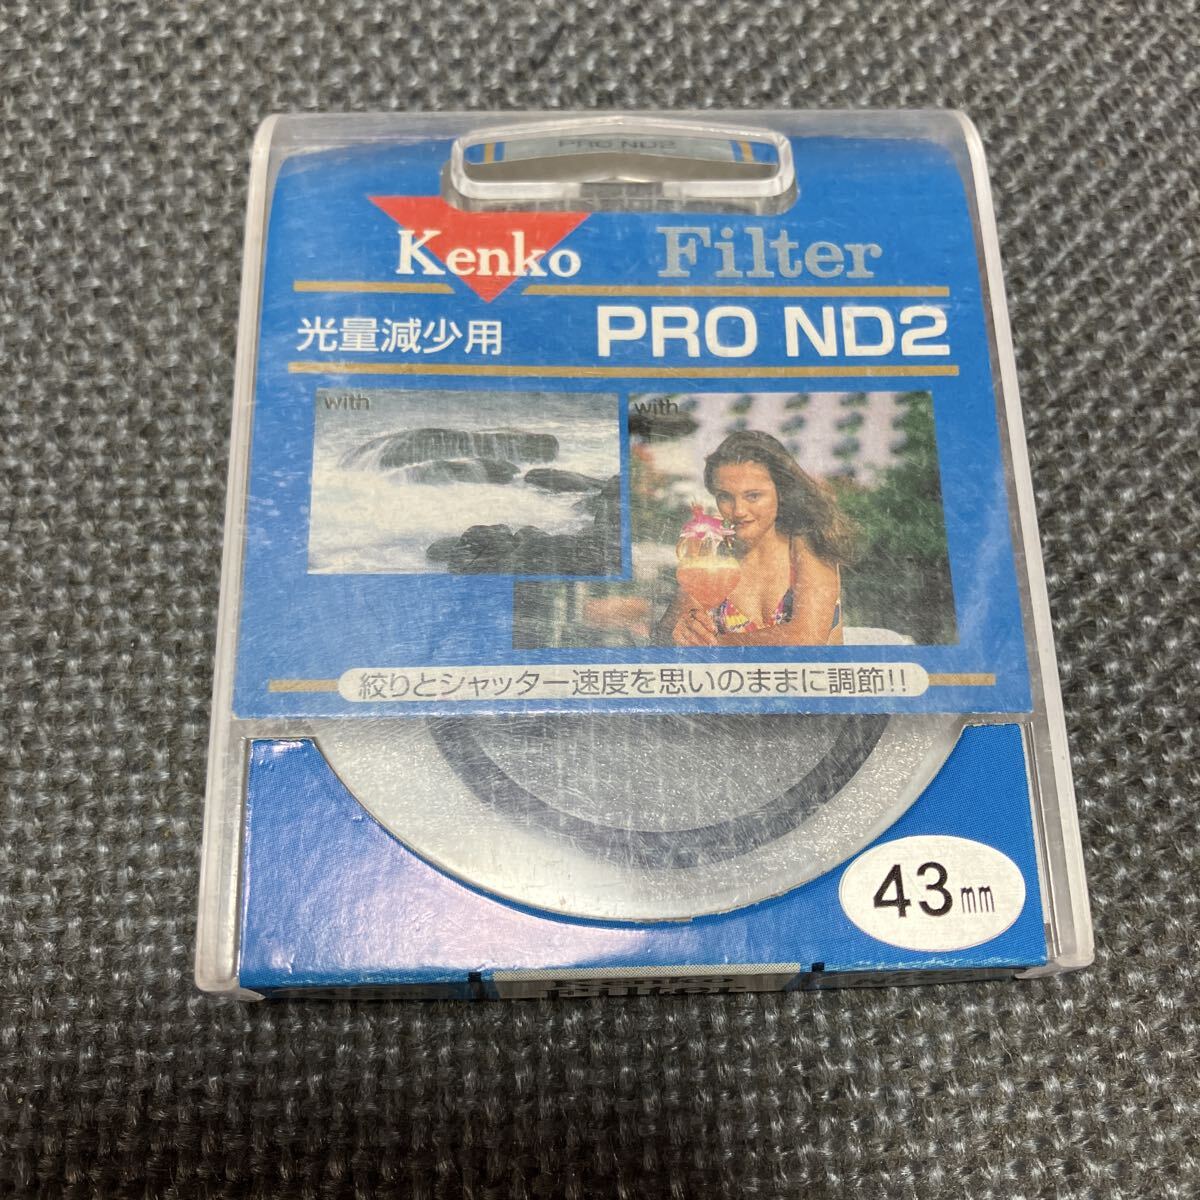 PRO ND2
Kenko Filter
光量減少用 PRO ND2
with
with
絞りとシャッター速度を思いのままに調節!!
43mm
Kenko